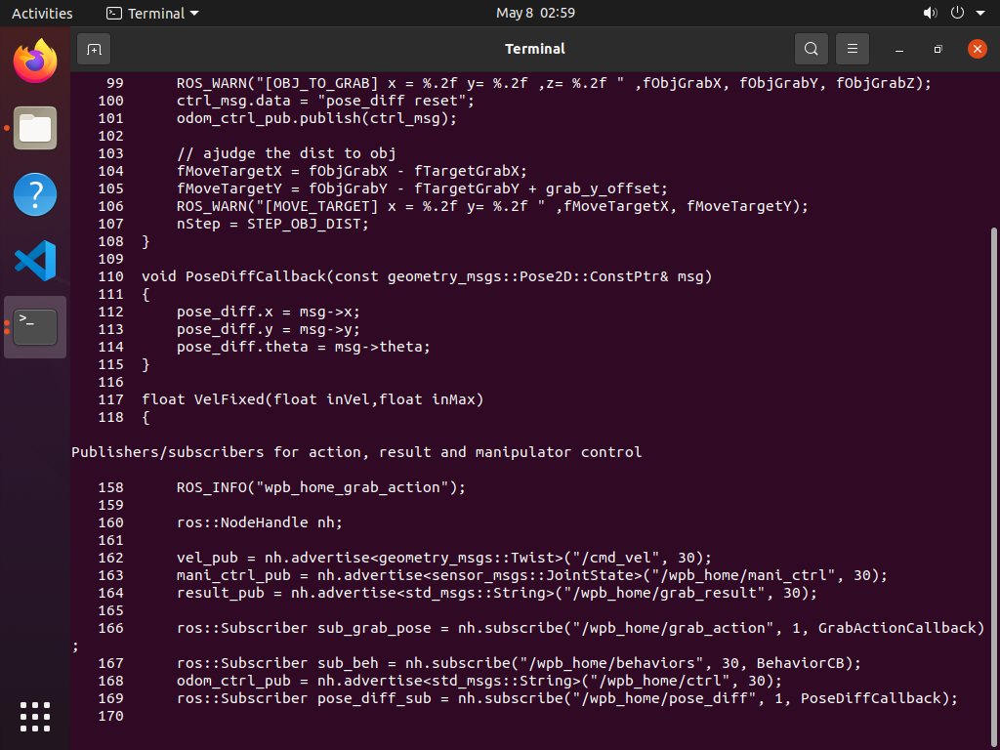 Activities
Terminal
May 8 02:59
Terminal
99 ROS_WARN("[OBJ_TO_GRAB] x = %.2f y= %.2f ,z= %.2f " ,fObjGrabX, fObjGrabY, fObjGrabZ);
100 ctrl_msg.data = "pose_diff reset";
101 odom_ctrl_pub.publish(ctrl_msg);
102
103 // ajudge the dist to obj
104 fMoveTargetX = fObjGrabX - fTargetGrabX;
105 fMoveTargetY = fObjGrabY - fTargetGrabY + grab_y_offset;
106 ROS_WARN("[MOVE_TARGET] x = %.2f y= %.2f " ,fMoveTargetX, fMoveTargetY);
107 nStep = STEP_OBJ_DIST;
108 }
109
110 void PoseDiffCallback(const geometry_msgs::Pose2D::ConstPtr& msg)
111 {
112 pose_diff.x = msg->x;
113 pose_diff.y = msg->y;
114 pose_diff.theta = msg->theta;
115 }
116
117 float VelFixed(float inVel,float inMax)
118 {
Publishers/subscribers for action, result and manipulator control
158 ROS_INFO("wpb_home_grab_action");
159
160 ros::NodeHandle nh;
161
162 vel_pub = nh.advertise<geometry_msgs::Twist>("/cmd_vel", 30);
163 mani_ctrl_pub = nh.advertise<sensor_msgs::JointState>("/wpb_home/mani_ctrl", 30);
164 result_pub = nh.advertise<std_msgs::String>("/wpb_home/grab_result", 30);
165
166 ros::Subscriber sub_grab_pose = nh.subscribe("/wpb_home/grab_action", 1, GrabActionCallback)
;
167 ros::Subscriber sub_beh = nh.subscribe("/wpb_home/behaviors", 30, BehaviorCB);
168 odom_ctrl_pub = nh.advertise<std_msgs::String>("/wpb_home/ctrl", 30);
169 ros::Subscriber pose_diff_sub = nh.subscribe("/wpb_home/pose_diff", 1, PoseDiffCallback);
170